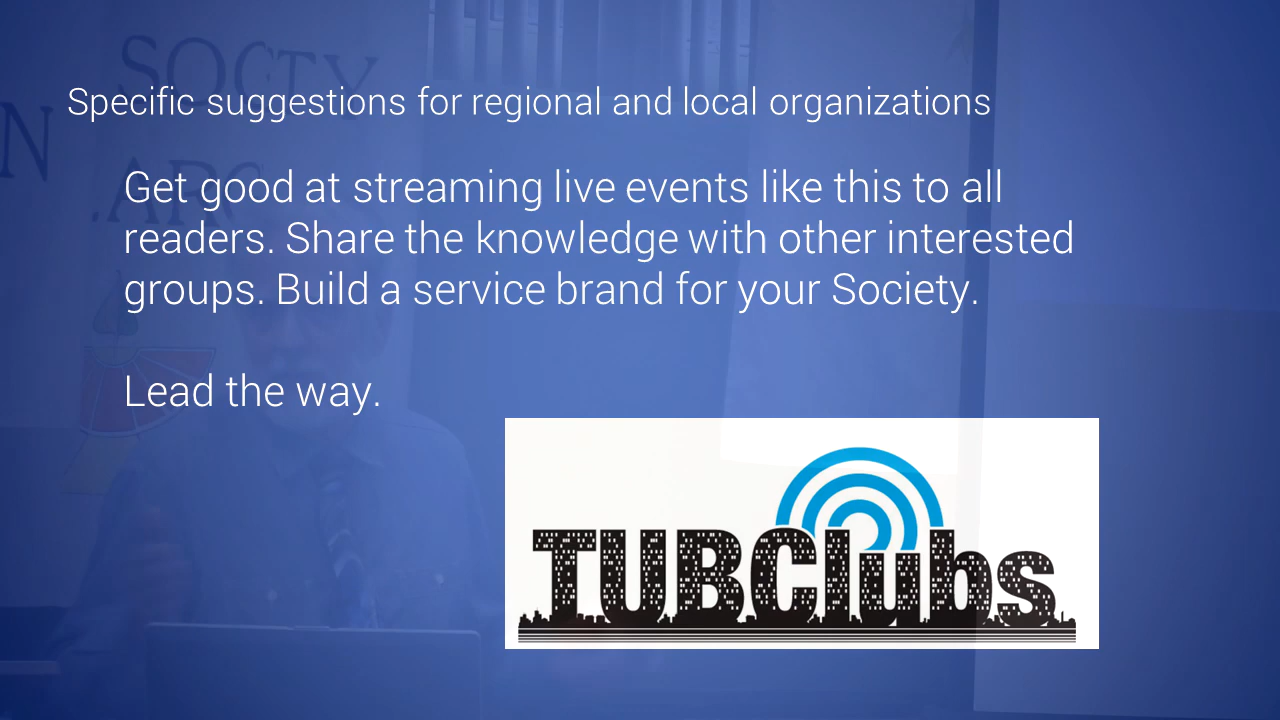 SOCTY
Specific suggestions for regional and local organizations
N
Get good at streaming live events like this to all
readers. Share the knowledge with other interested
groups. Build a service brand for your Society.
Lead the way.
TUBClubs